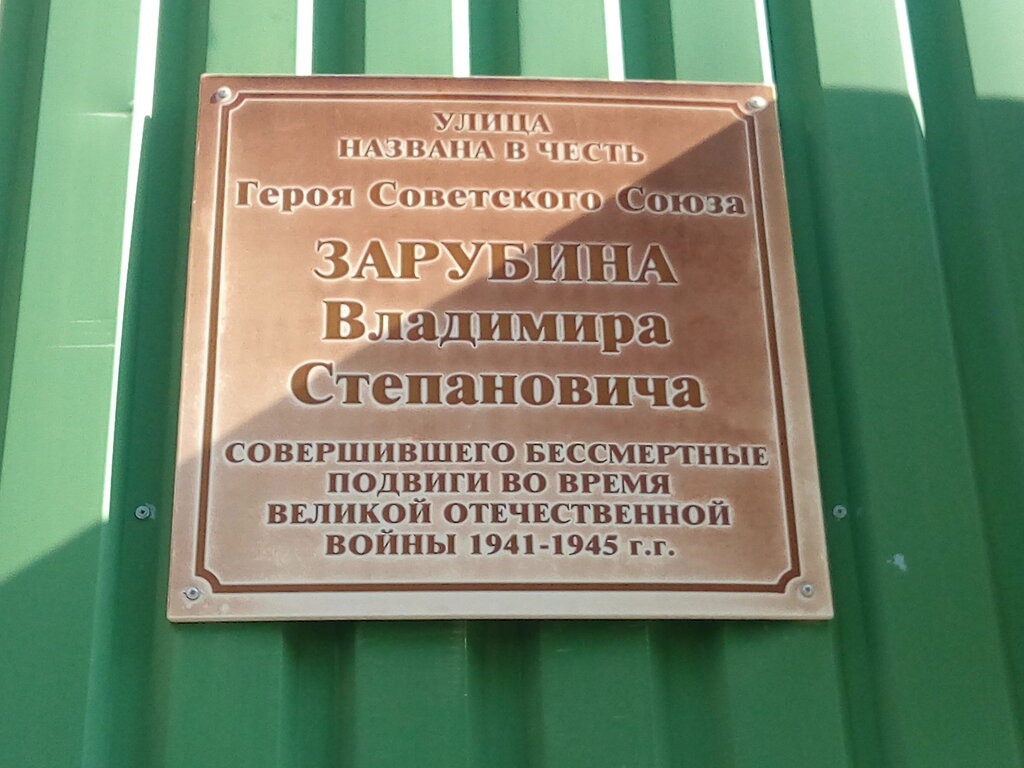 УЛИЦА
НАЗВАНА В ЧЕСТЬ
Героя Советского Союза
ЗАРУБИНА
Владимира
Степановича
СОВЕРШИВШЕГО БЕССМЕРТНЫЕ
ПОДВИГИ ВО ВРЕМЯ
ВЕЛИКОЙ ОТЕЧЕСТВЕННОЙ
ВОЙНЫ 1941-1945 г.г.